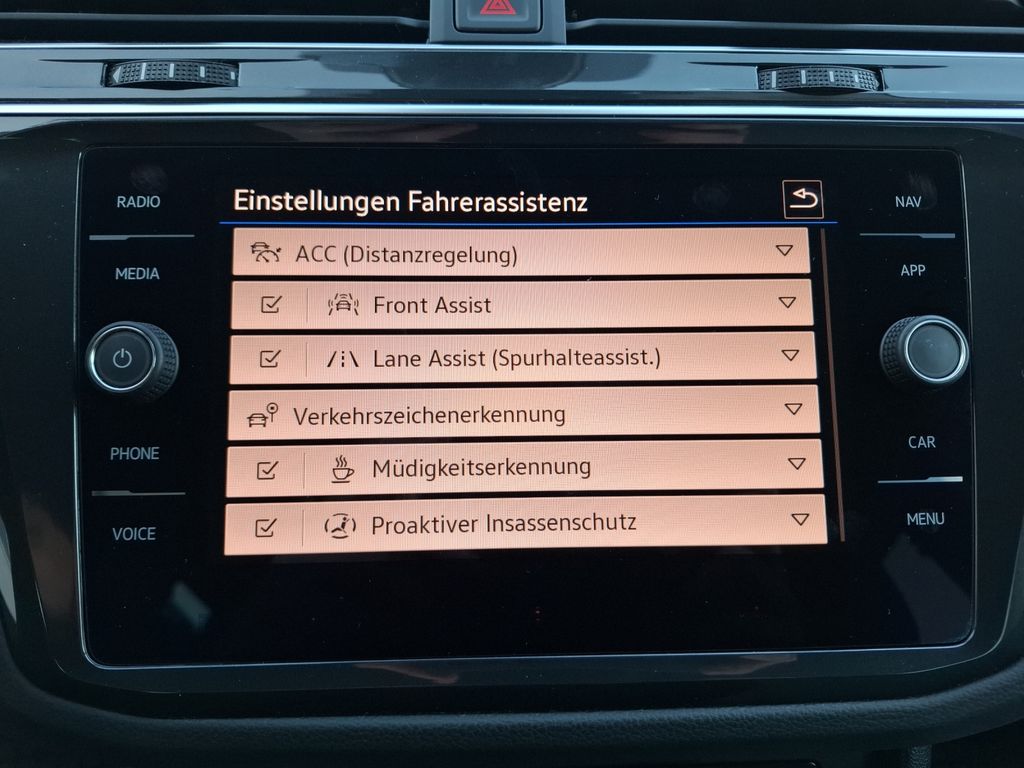 Einstellungen Fahrerassistenz
ACC (Distanzregelung)
Front Assist
Lane Assist (Spurhalteassist.)
Verkehrszeichenerkennung
Müdigkeitserkennung
Proaktiver Insassenschutz
RADIO
MEDIA
PHONE
VOICE
NAV
APP
CAR
MENU